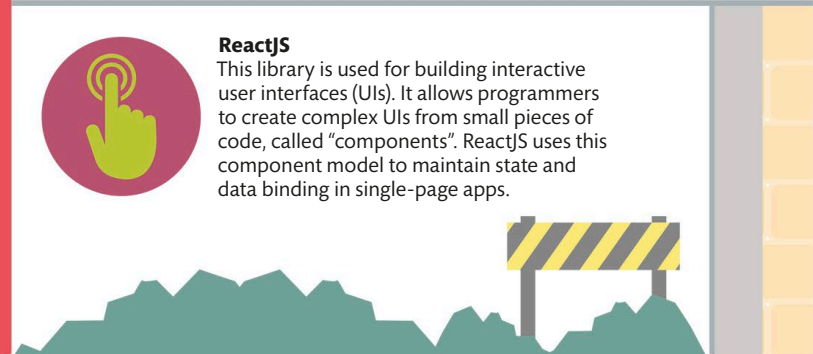 ReactJS
This library is used for building interactive
user interfaces (UIs). It allows programmers
to create complex UIs from small pieces of
code, called “components”. ReactJS uses this
component model to maintain state and
data binding in single-page apps.